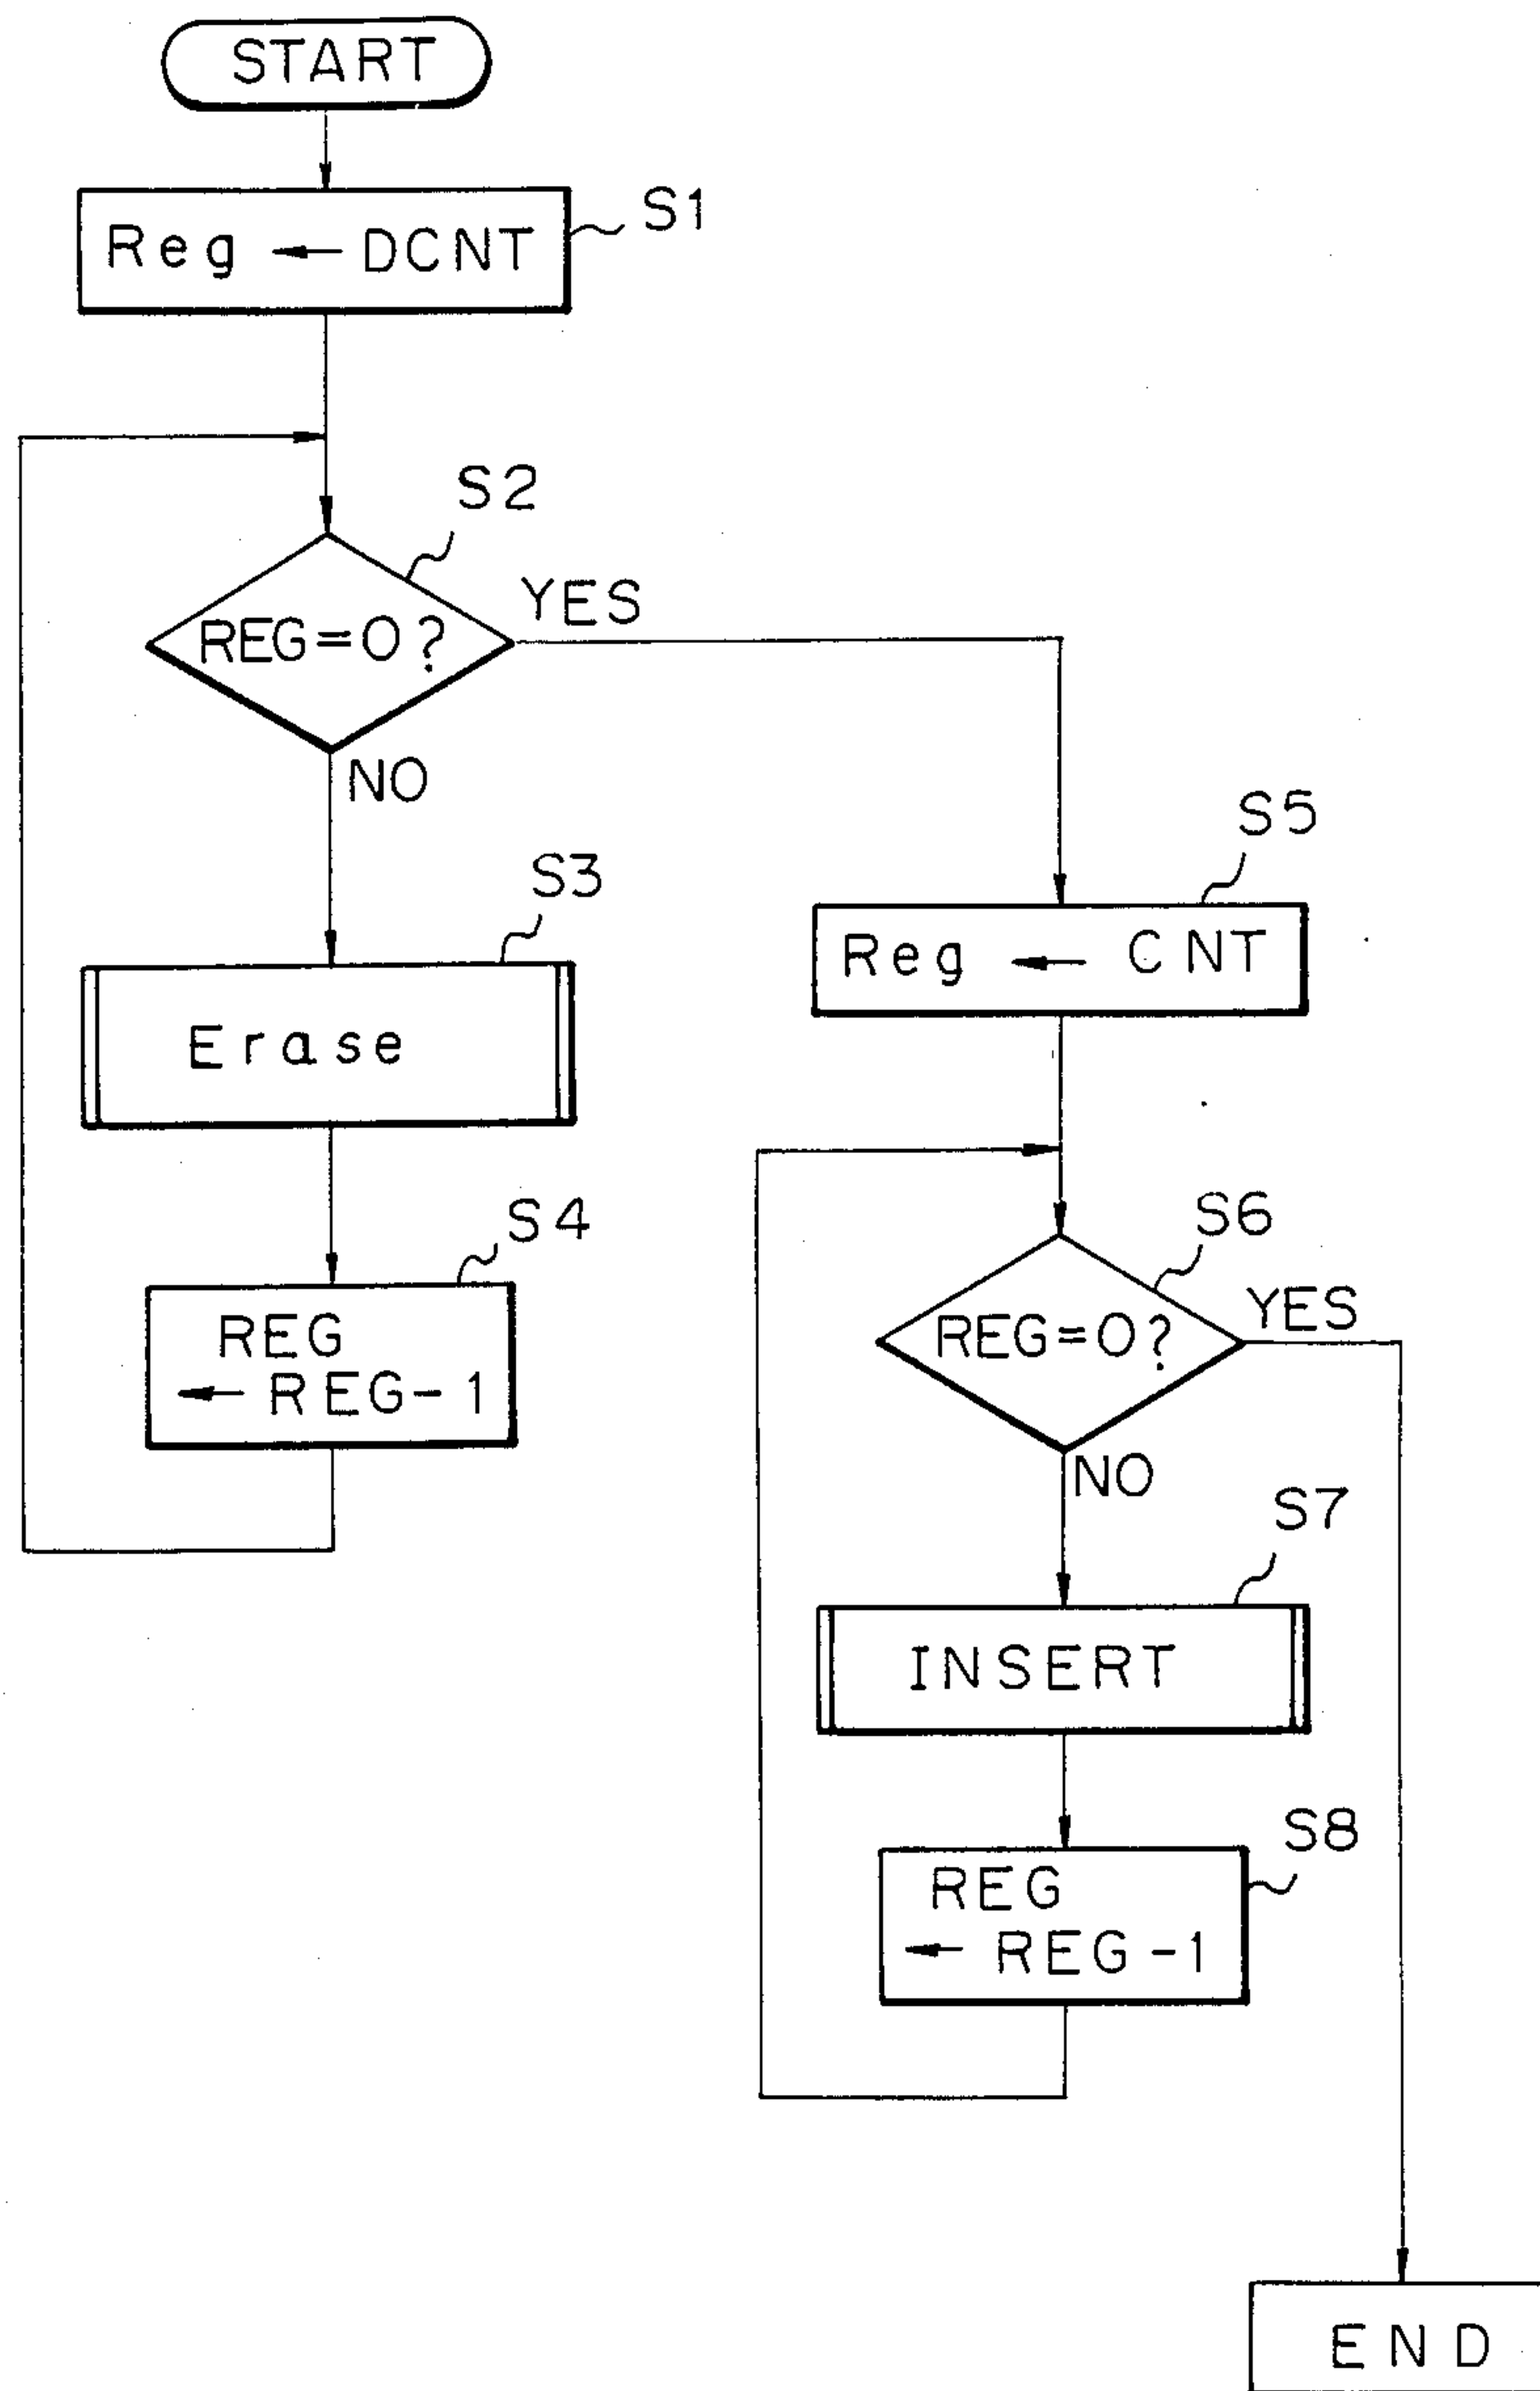 START
Reg ← DCNT
S1
S2
REG=0?
YES
NO
S3
Erase
S4
REG
← REG-1
S5
Reg ← CNT
S6
REG=0?
YES
NO
S7
INSERT
S8
REG
← REG-1
END